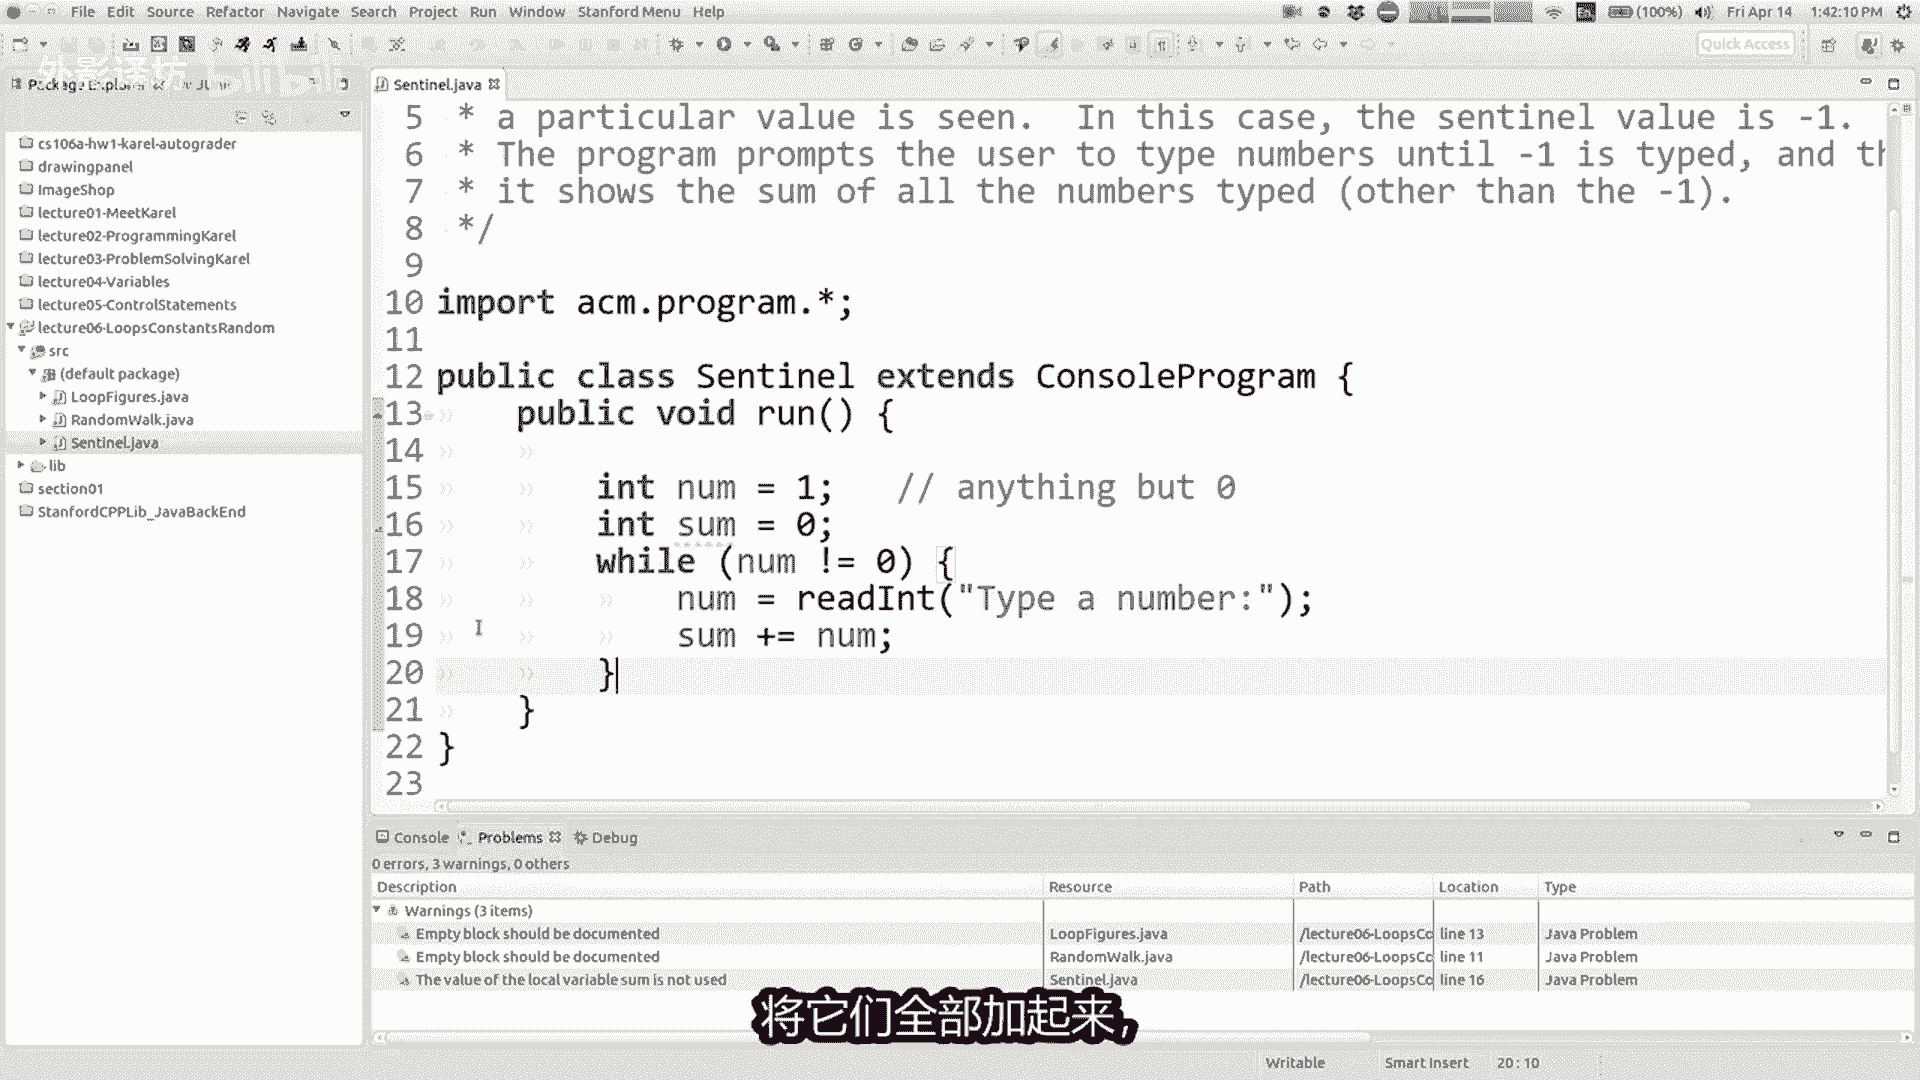 File Edit Source Refactor Navigate Search Project Run Window Stanford Menu Help
(100%) Fri Apr 14 1:42:10 PM
Quick Access
外影译坊 bilibili
Package Explorer
Sentinel.java
cs106a-hw1-karel-autograder
drawingpanel
ImageShop
lecture01-MeetKarel
lecture02-ProgrammingKarel
lecture03-ProblemSolvingKarel
lecture04-Variables
lecture05-ControlStatements
lecture06-LoopsConstantsRandom
src
(default package)
LoopFigures.java
RandomWalk.java
Sentinel.java
lib
section01
StanfordCPPLib_JavaBackEnd
5 * a particular value is seen.  In this case, the sentinel value is -1.
6 * The program prompts the user to type numbers until -1 is typed, and th
7 * it shows the sum of all the numbers typed (other than the -1).
8 */
9
10 import acm.program.*;
11
12 public class Sentinel extends ConsoleProgram {
13 public void run() {
14
15 int num = 1; // anything but 0
16 int sum = 0;
17 while (num != 0) {
18 num = readInt("Type a number:");
19 sum += num;
20 }
21 }
22 }
23
Console Problems Debug
0 errors, 3 warnings, 0 others
Description Resource Path Location Type
Warnings (3 items)
Empty block should be documented LoopFigures.java /lecture06-LoopsCo line 13 Java Problem
Empty block should be documented RandomWalk.java /lecture06-LoopsCo line 11 Java Problem
The value of the local variable sum is not used Sentinel.java /lecture06-LoopsCo line 16 Java Problem
将它们全部加起来,
Writable Smart Insert 20 : 10